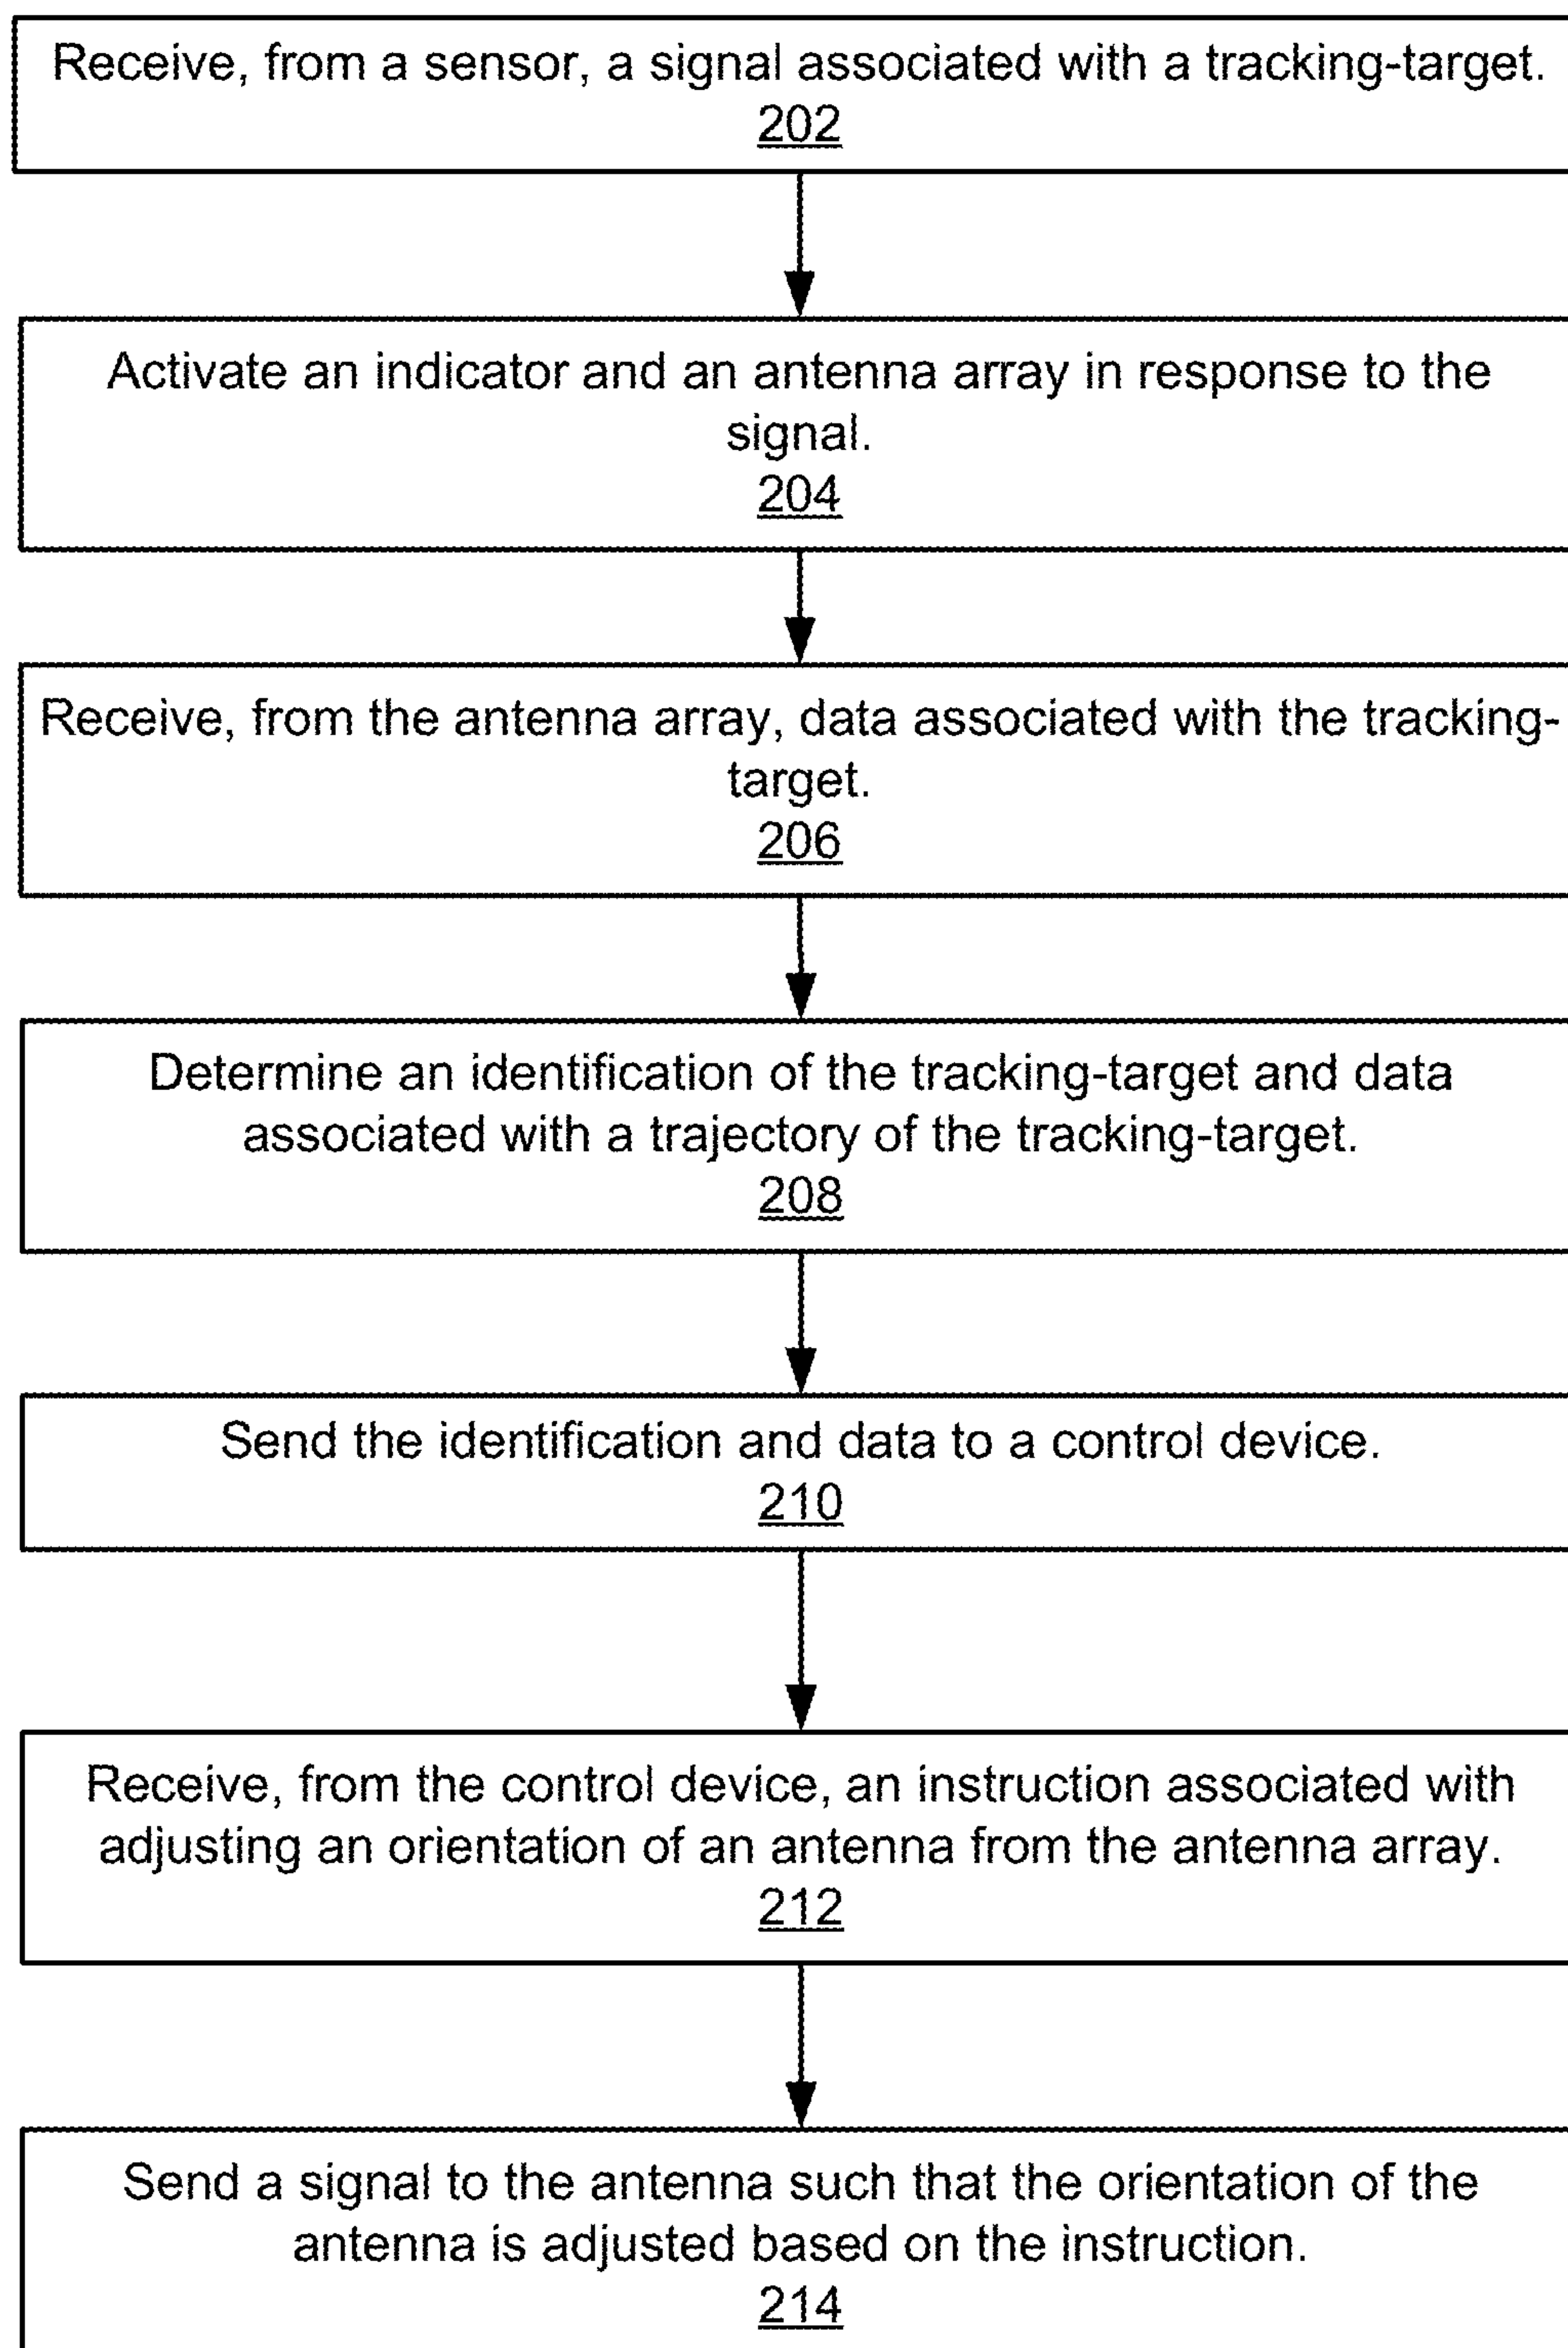 Receive, from a sensor, a signal associated with a tracking-target.
202
Activate an indicator and an antenna array in response to the
signal.
204
Receive, from the antenna array, data associated with the tracking-
target.
206
Determine an identification of the tracking-target and data
associated with a trajectory of the tracking-target.
208
Send the identification and data to a control device.
210
Receive, from the control device, an instruction associated with
adjusting an orientation of an antenna from the antenna array.
212
Send a signal to the antenna such that the orientation of the
antenna is adjusted based on the instruction.
214